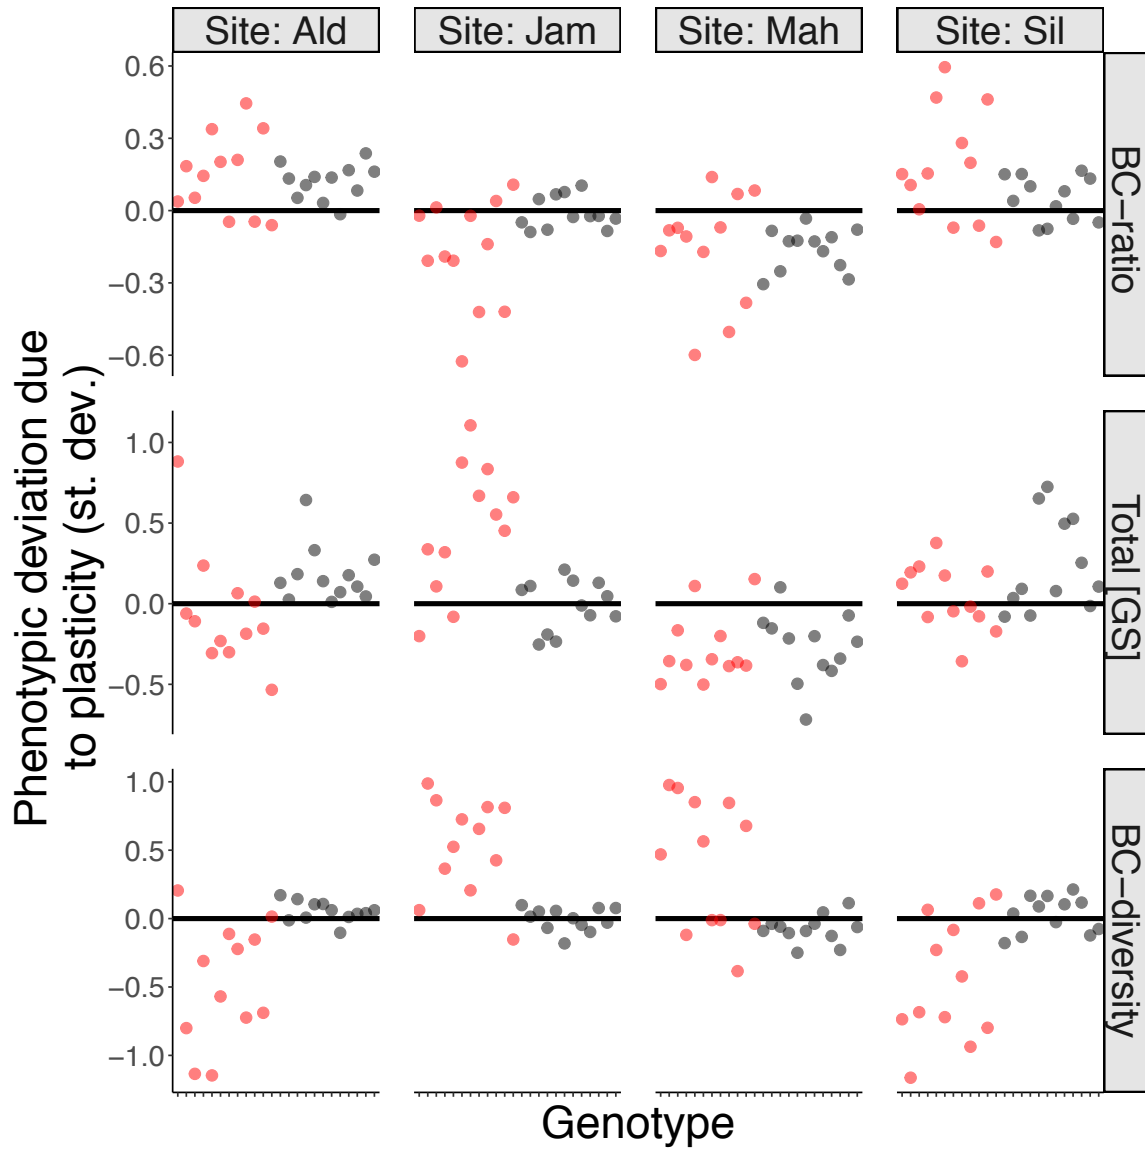 Site: Ald
Site: Jam
Site: Mah
Site: Sil
0.6
0.3
0.0
−0.3
−0.6
BC−ratio
1.0
0.5
0.0
−0.5
Total [GS]
1.0
0.5
0.0
−0.5
−1.0
BC−diversity
Phenotypic deviation due
to plasticity (st. dev.)
Genotype